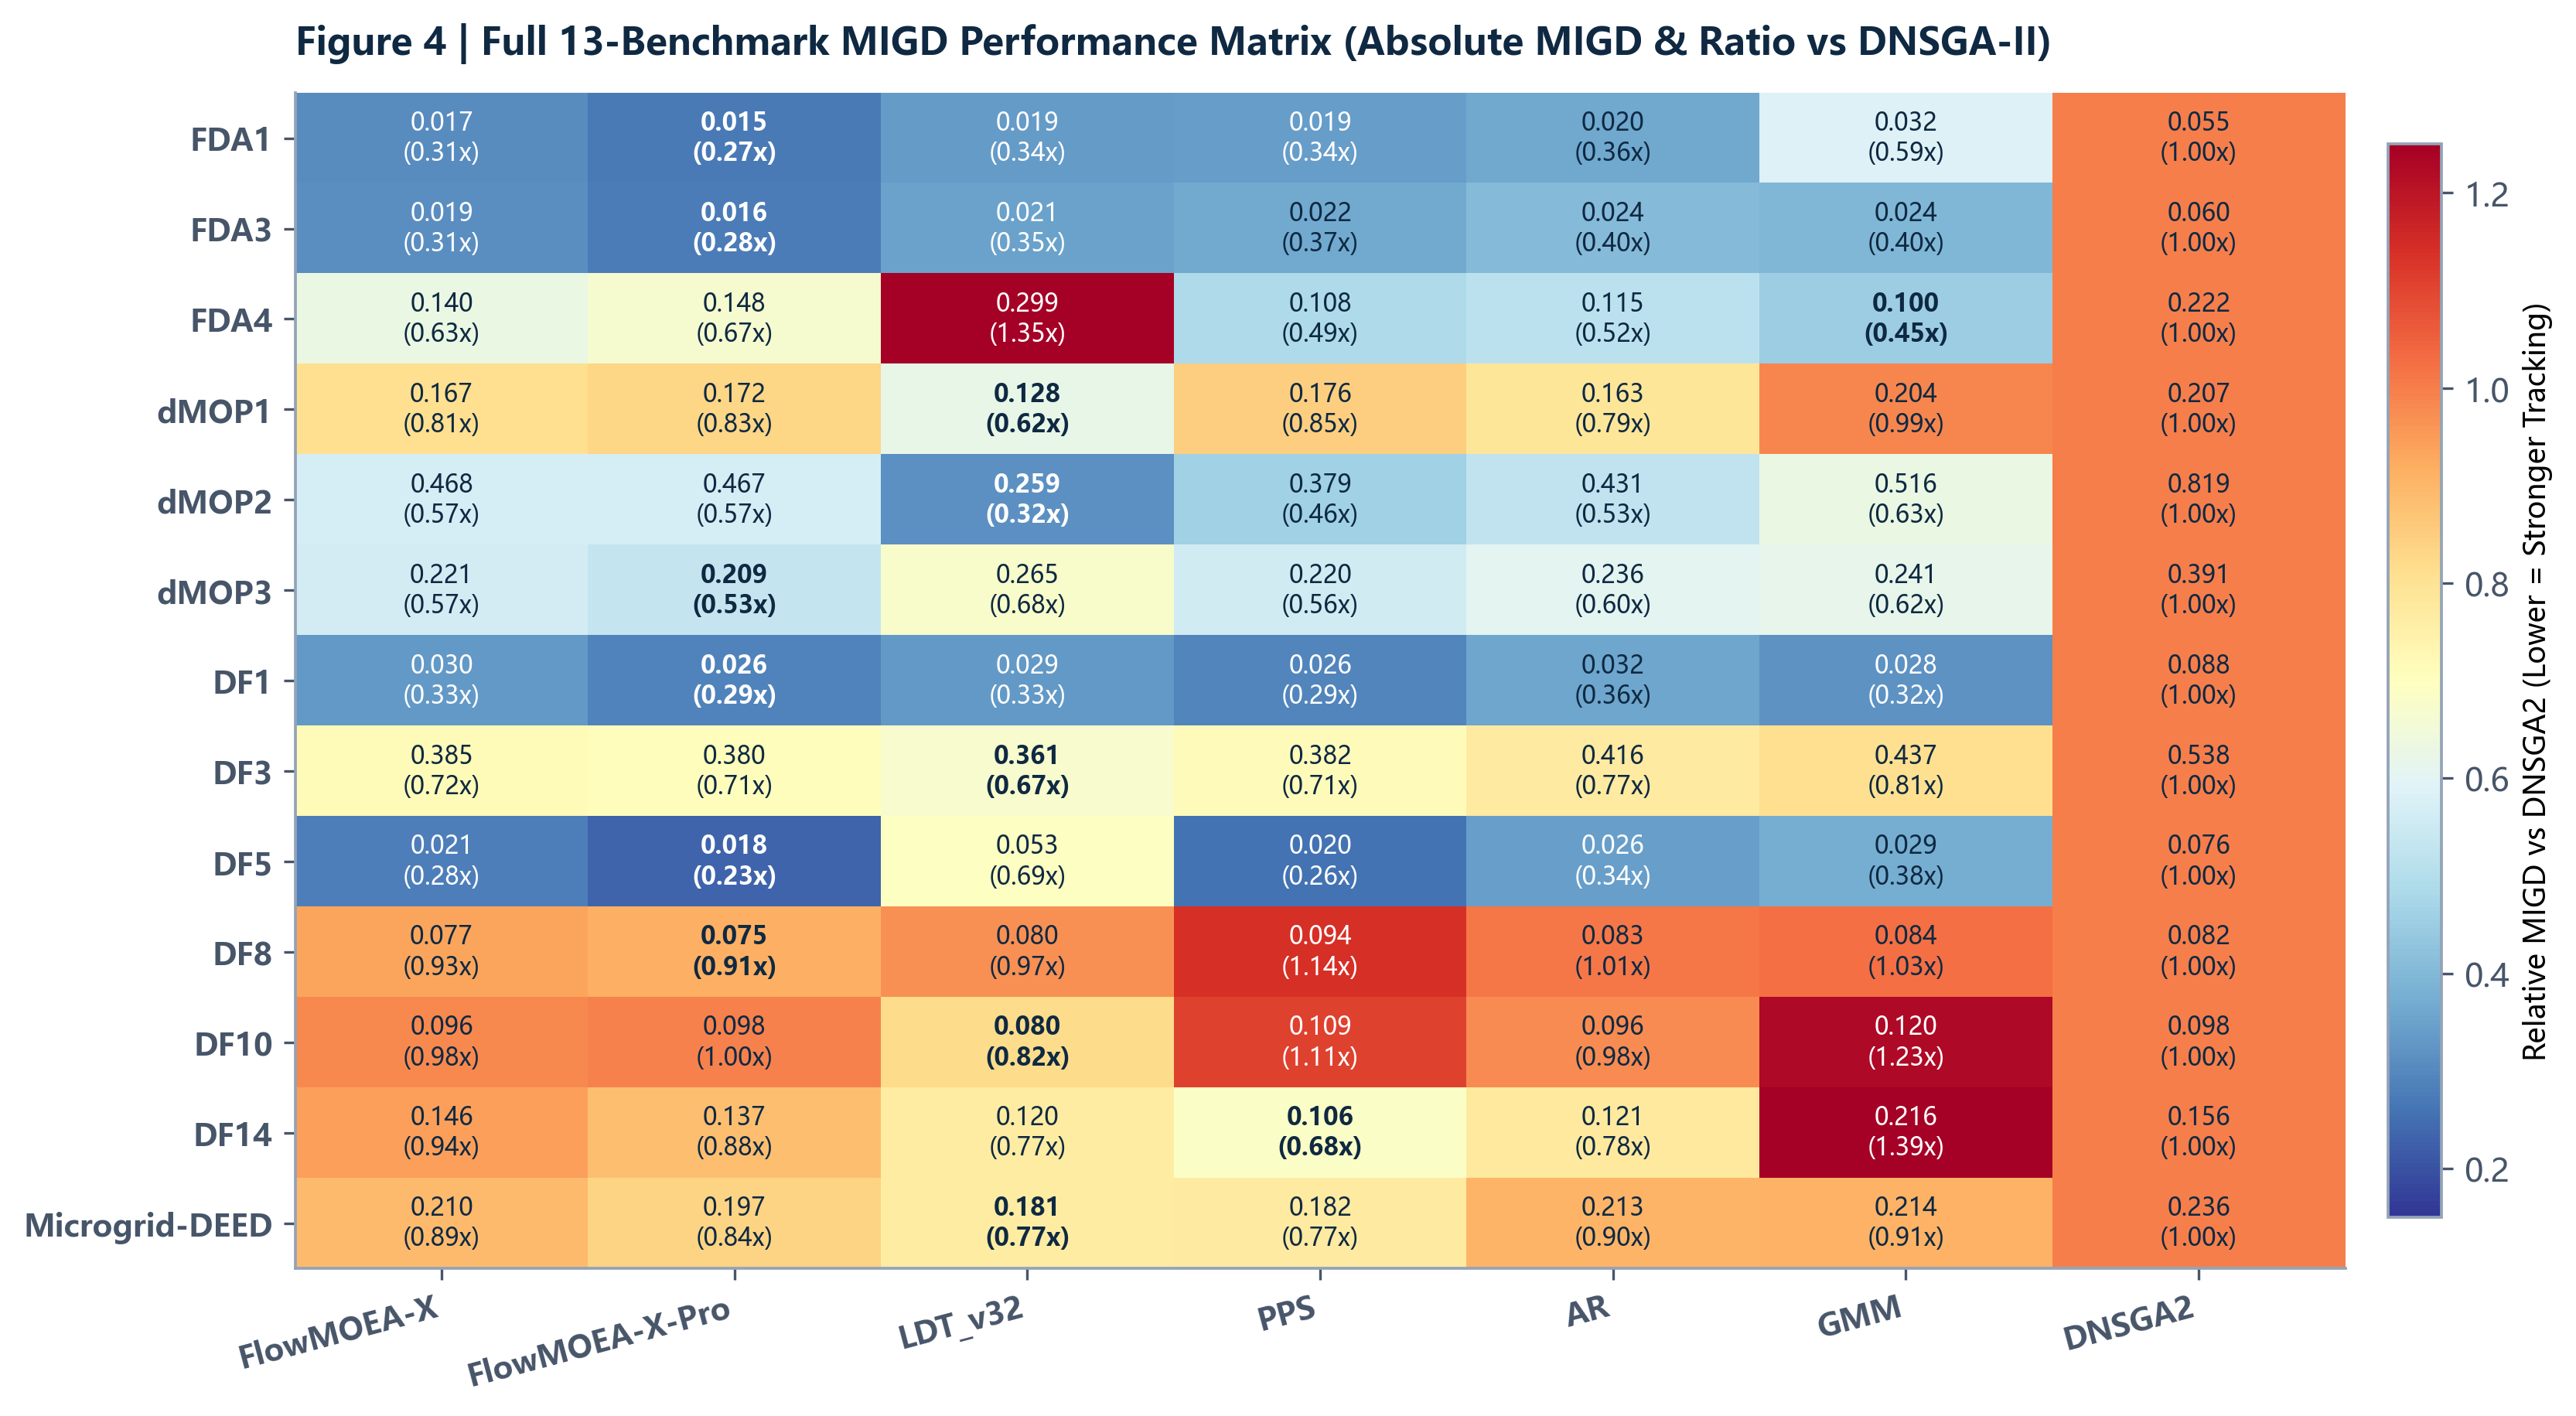 Figure 4 | Full 13-Benchmark MIGD Performance Matrix (Absolute MIGD & Ratio vs DNSGA-II)
FDA1
0.017 0.015 0.019 0.019 0.020 0.032 0.055
(0.31x) (0.27x) (0.34x) (0.34x) (0.36x) (0.59x) (1.00x)
FDA3
0.019 0.016 0.021 0.022 0.024 0.024 0.060
(0.31x) (0.28x) (0.35x) (0.37x) (0.40x) (0.40x) (1.00x)
FDA4
0.140 0.148 0.299 0.108 0.115 0.100 0.222
(0.63x) (0.67x) (1.35x) (0.49x) (0.52x) (0.45x) (1.00x)
dMOP1
0.167 0.172 0.128 0.176 0.163 0.204 0.207
(0.81x) (0.83x) (0.62x) (0.85x) (0.79x) (0.99x) (1.00x)
dMOP2
0.468 0.467 0.259 0.379 0.431 0.516 0.819
(0.57x) (0.57x) (0.32x) (0.46x) (0.53x) (0.63x) (1.00x)
dMOP3
0.221 0.209 0.265 0.220 0.236 0.241 0.391
(0.57x) (0.53x) (0.68x) (0.56x) (0.60x) (0.62x) (1.00x)
DF1
0.030 0.026 0.029 0.026 0.032 0.028 0.088
(0.33x) (0.29x) (0.33x) (0.29x) (0.36x) (0.32x) (1.00x)
DF3
0.385 0.380 0.361 0.382 0.416 0.437 0.538
(0.72x) (0.71x) (0.67x) (0.71x) (0.77x) (0.81x) (1.00x)
DF5
0.021 0.018 0.053 0.020 0.026 0.029 0.076
(0.28x) (0.23x) (0.69x) (0.26x) (0.34x) (0.38x) (1.00x)
DF8
0.077 0.075 0.080 0.094 0.083 0.084 0.082
(0.93x) (0.91x) (0.97x) (1.14x) (1.01x) (1.03x) (1.00x)
DF10
0.096 0.098 0.080 0.109 0.096 0.120 0.098
(0.98x) (1.00x) (0.82x) (1.11x) (0.98x) (1.23x) (1.00x)
DF14
0.146 0.137 0.120 0.106 0.121 0.216 0.156
(0.94x) (0.88x) (0.77x) (0.68x) (0.78x) (1.39x) (1.00x)
Microgrid-DEED
0.210 0.197 0.181 0.182 0.213 0.214 0.236
(0.89x) (0.84x) (0.77x) (0.77x) (0.90x) (0.91x) (1.00x)
FlowMOEA-X
FlowMOEA-X-Pro
LDT_v32
PPS
AR
GMM
DNSGA2
1.2
1.0
0.8
0.6
0.4
0.2
Relative MIGD vs DNSGA2 (Lower = Stronger Tracking)